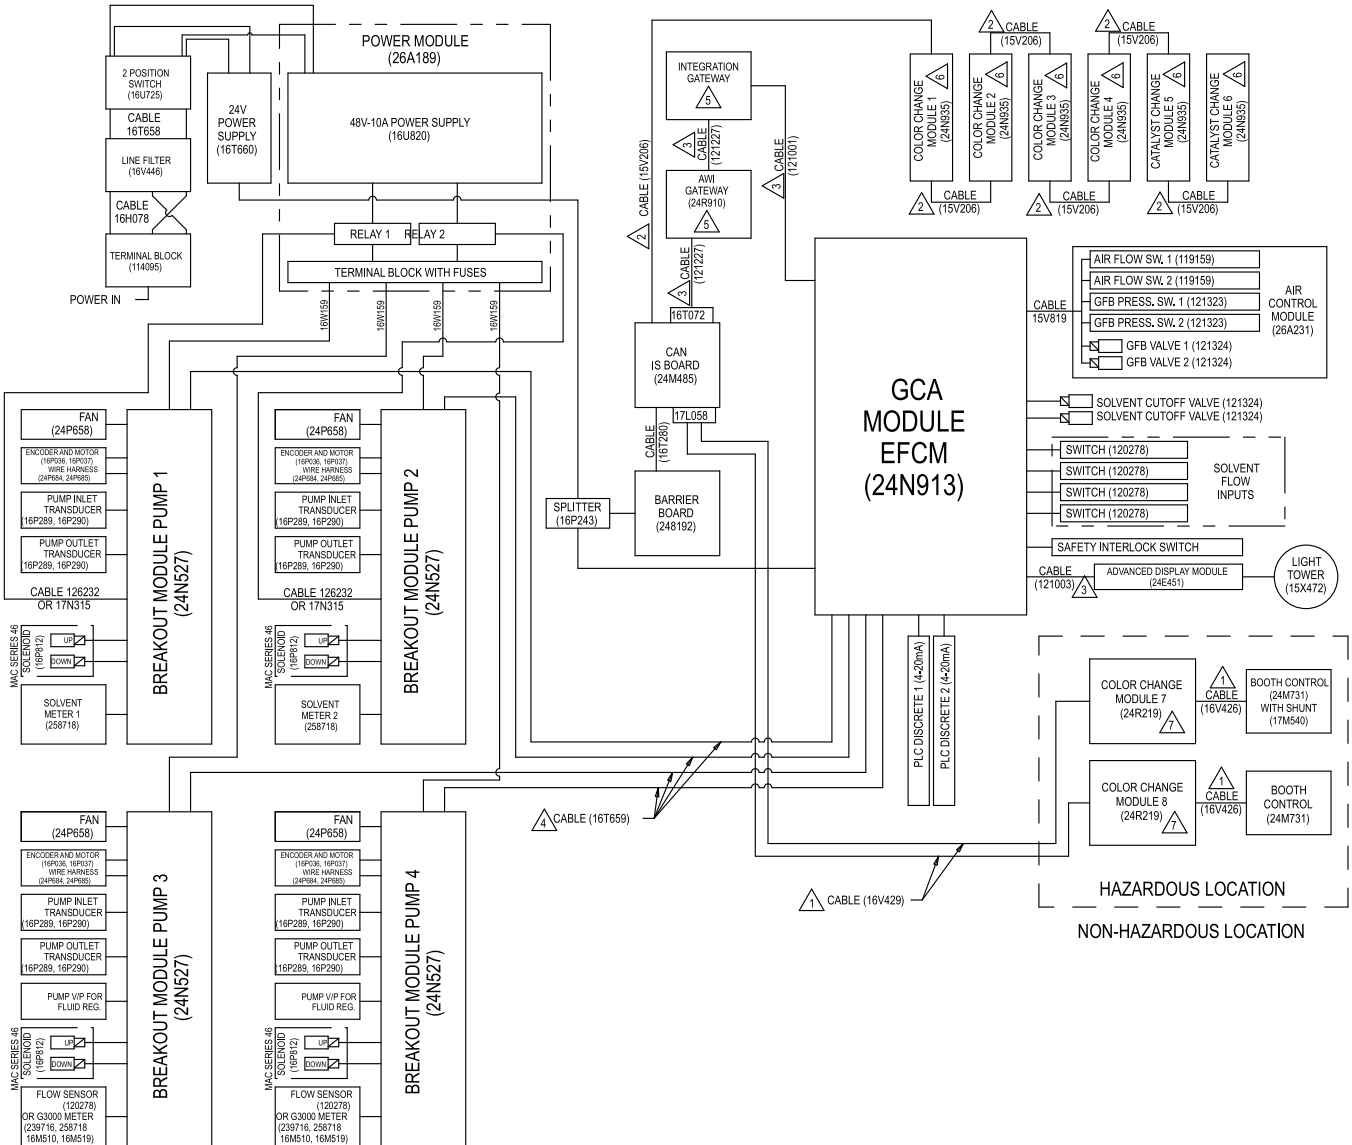 POWER MODULE
(26A189)
2 POSITION
SWITCH
(16U725)
CABLE
16T658
LINE FILTER
(16V446)
CABLE
16H078
TERMINAL BLOCK
(114095)
POWER IN
24V
POWER
SUPPLY
(16T660)
48V-10A POWER SUPPLY
(16U820)
RELAY 1
RELAY 2
TERMINAL BLOCK WITH FUSES
16W159
16W159
16W159
16W159
INTEGRATION
GATEWAY
5
3
CABLE
(121227)
AWI
GATEWAY
(24R910)
5
3
CABLE
(121227)
2
CABLE (15V206)
3
CABLE
(121001)
16T072
CAN
IS BOARD
(24M485)
17L058
CABLE
(16T280)
BARRIER
BOARD
(248192)
SPLITTER
(16P243)
2
CABLE
(15V206)
2
CABLE
(15V206)
COLOR CHANGE
MODULE 1
(24N935)
6
COLOR CHANGE
MODULE 2
(24N935)
6
COLOR CHANGE
MODULE 3
(24N935)
6
COLOR CHANGE
MODULE 4
(24N935)
6
CATALYST CHANGE
MODULE 5
(24N935)
6
CATALYST CHANGE
MODULE 6
(24N935)
6
2
CABLE
(15V206)
2
CABLE
(15V206)
2
CABLE
(15V206)
GCA
MODULE
EFCM
(24N913)
CABLE
15V819
AIR FLOW SW. 1 (119159)
AIR FLOW SW. 2 (119159)
GFB PRESS. SW. 1 (121323)
GFB PRESS. SW. 2 (121323)
GFB VALVE 1 (121324)
GFB VALVE 2 (121324)
AIR
CONTROL
MODULE
(26A231)
SOLVENT CUTOFF VALVE (121324)
SOLVENT CUTOFF VALVE (121324)
SWITCH (120278)
SWITCH (120278)
SWITCH (120278)
SWITCH (120278)
SOLVENT
FLOW
INPUTS
SAFETY INTERLOCK SWITCH
CABLE
(121003)
3
ADVANCED DISPLAY MODULE
(24E451)
LIGHT
TOWER
(15X472)
PLC DISCRETE 1 (4-20mA)
PLC DISCRETE 2 (4-20mA)
COLOR CHANGE
MODULE 7
(24R219)
7
1
CABLE
(16V426)
BOOTH CONTROL
(24M731)
WITH SHUNT
(17M540)
COLOR CHANGE
MODULE 8
(24R219)
7
1
CABLE
(16V426)
BOOTH
CONTROL
(24M731)
HAZARDOUS LOCATION
NON-HAZARDOUS LOCATION
4
CABLE (16T659)
1
CABLE (16V429)
FAN
(24P658)
ENCODER AND MOTOR
(16P036, 16P037)
WIRE HARNESS
(24P684, 24P685)
PUMP INLET
TRANSDUCER
(16P289, 16P290)
PUMP OUTLET
TRANSDUCER
(16P289, 16P290)
CABLE 126232
OR 17N315
MAC SERIES 46
SOLENOID
(16P812)
UP
DOWN
SOLVENT
METER 1
(258718)
BREAKOUT MODULE PUMP 1
(24N527)
FAN
(24P658)
ENCODER AND MOTOR
(16P036, 16P037)
WIRE HARNESS
(24P684, 24P685)
PUMP INLET
TRANSDUCER
(16P289, 16P290)
PUMP OUTLET
TRANSDUCER
(16P289, 16P290)
CABLE 126232
OR 17N315
MAC SERIES 46
SOLENOID
(16P812)
UP
DOWN
SOLVENT
METER 2
(258718)
BREAKOUT MODULE PUMP 2
(24N527)
FAN
(24P658)
ENCODER AND MOTOR
(16P036, 16P037)
WIRE HARNESS
(24P684, 24P685)
PUMP INLET
TRANSDUCER
(16P289, 16P290)
PUMP OUTLET
TRANSDUCER
(16P289, 16P290)
PUMP V/P FOR
FLUID REG.
MAC SERIES 46
SOLENOID
(16P812)
UP
DOWN
FLOW SENSOR
(120278)
OR G3000 METER
(239716, 258718
16M510, 16M519)
BREAKOUT MODULE PUMP 3
(24N527)
FAN
(24P658)
ENCODER AND MOTOR
(16P036, 16P037)
WIRE HARNESS
(24P684, 24P685)
PUMP INLET
TRANSDUCER
(16P289, 16P290)
PUMP OUTLET
TRANSDUCER
(16P289, 16P290)
PUMP V/P FOR
FLUID REG.
MAC SERIES 46
SOLENOID
(16P812)
UP
DOWN
FLOW SENSOR
(120278)
OR G3000 METER
(239716, 258718
16M510, 16M519)
BREAKOUT MODULE PUMP 4
(24N527)